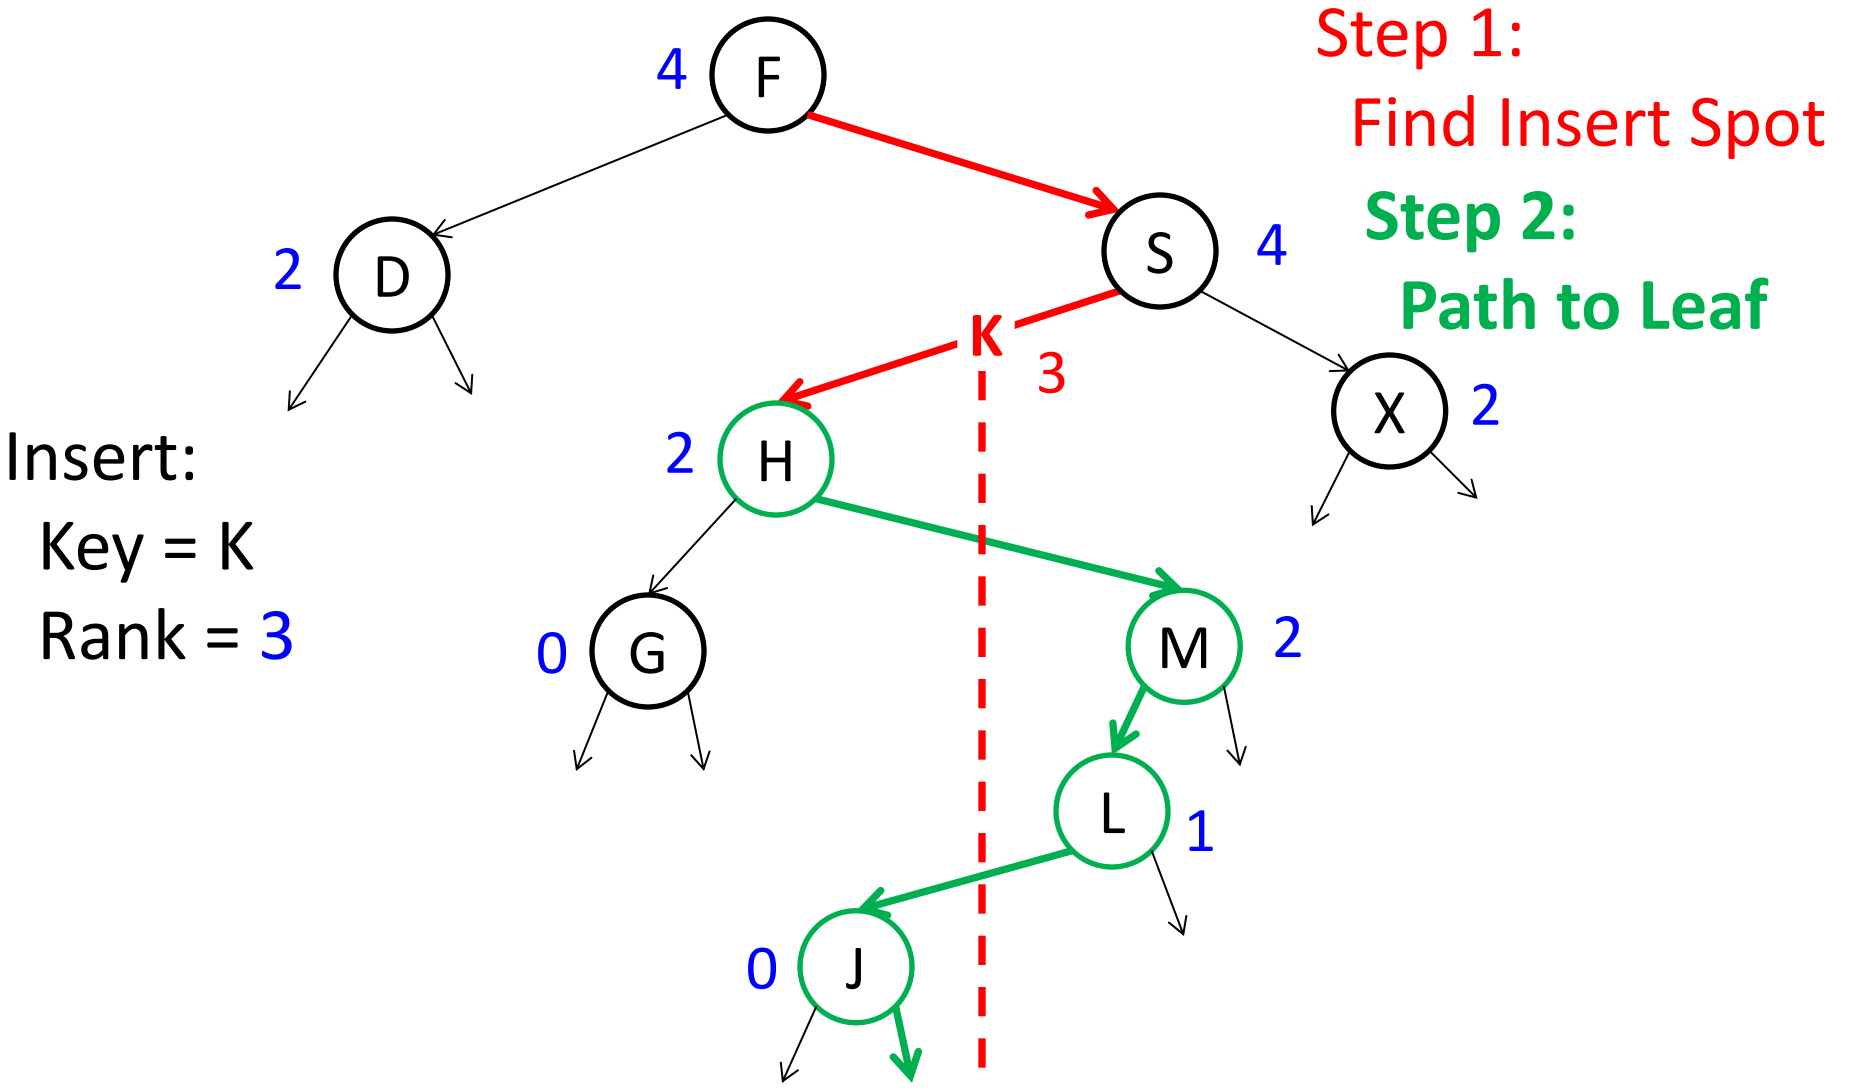 Step 1:
Find Insert Spot
Step 2:
Path to Leaf
4
F
S
4
2
D
K
3
X
2
2
H
Insert:
Key = K
Rank = 3
0
G
M
2
L
1
0
J